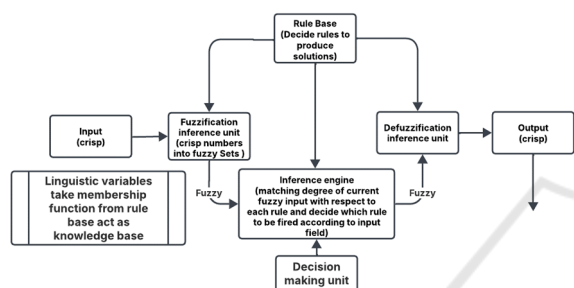 Rule Base
(Decide rules to
produce
solutions)
Input
(crisp)
Fuzzification
inference unit
(crisp numbers
into fuzzy Sets )
Defuzzification
inference unit
Output
(crisp)
Linguistic variables
take membership
function from rule
base act as
knowledge base
Fuzzy
Inference engine
(matching degree of current
fuzzy input with respect to
each rule and decide which rule
to be fired according to input
field)
Fuzzy
Decision
making unit